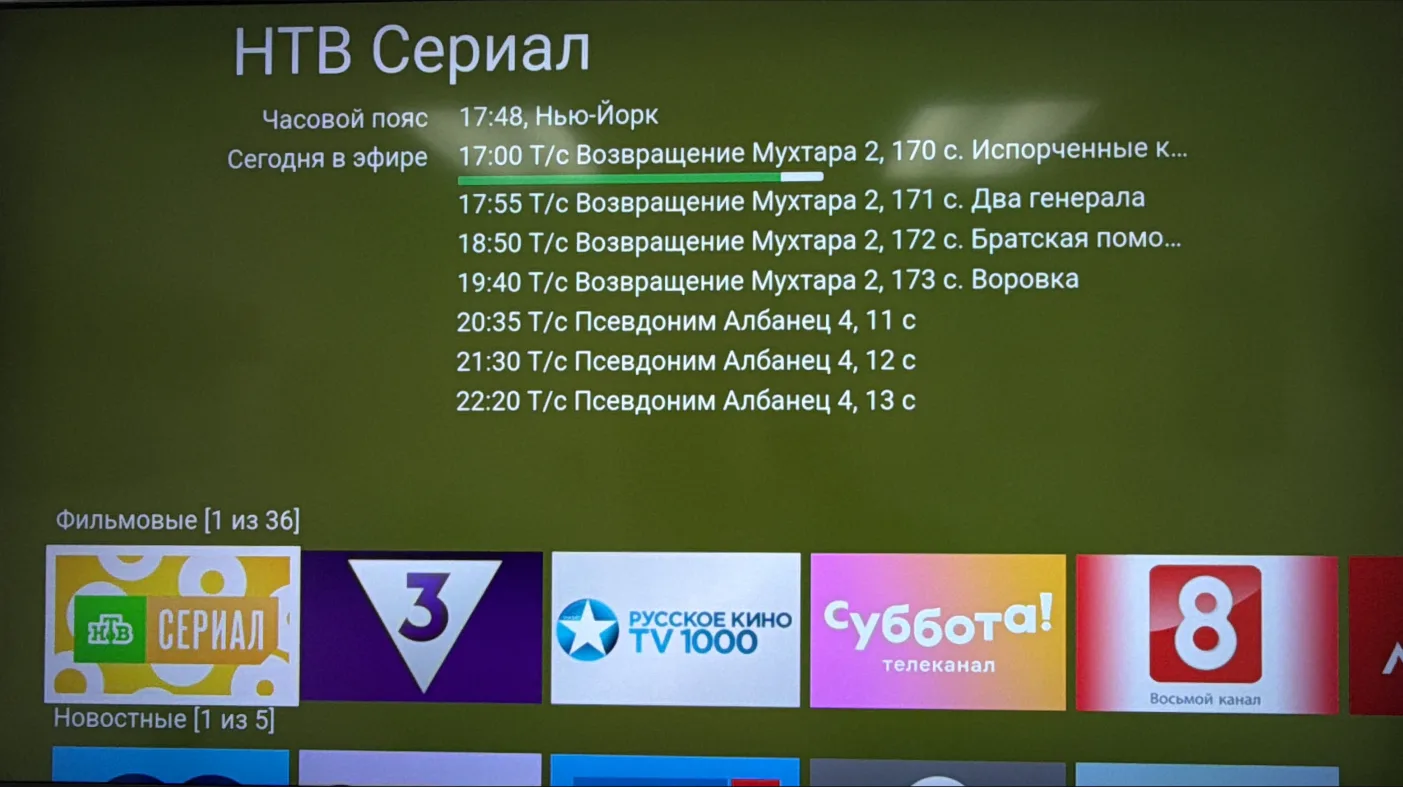 НТВ Сериал
Часовой пояс 17:48, Нью-Йорк
Сегодня в эфире 17:00 Т/с Возвращение Мухтара 2, 170 с. Испорченные к...
17:55 Т/с Возвращение Мухтара 2, 171 с. Два генерала
18:50 Т/с Возвращение Мухтара 2, 172 с. Братская помо...
19:40 Т/с Возвращение Мухтара 2, 173 с. Воровка
20:35 Т/с Псевдоним Албанец 4, 11 с
21:30 Т/с Псевдоним Албанец 4, 12 с
22:20 Т/с Псевдоним Албанец 4, 13 с
Фильмовые [1 из 36]
НТВ СЕРИАЛ
3
РУССКОЕ КИНО
TV 1000
Суббота!
телеканал
8
Восьмой канал
Новостные [1 из 5]